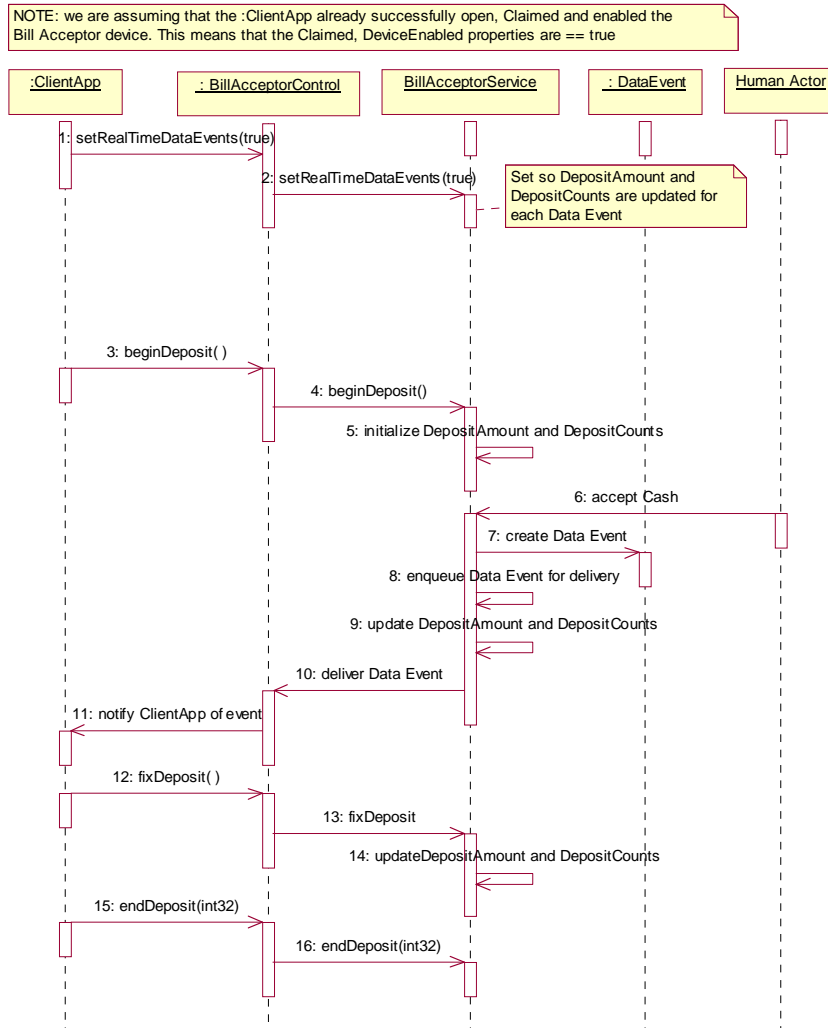 NOTE: we are assuming that the :ClientApp already successfully open, Claimed and enabled the
Bill Acceptor device. This means that the Claimed, DeviceEnabled properties are == true
:ClientApp
: BillAcceptorControl
BillAcceptorService
: DataEvent
Human Actor
1: setRealTimeDataEvents(true)
2: setRealTimeDataEvents(true)
Set so DepositAmount and
DepositCounts are updated for
each Data Event
3: beginDeposit( )
4: beginDeposit()
5: initialize DepositAmount and DepositCounts
6: accept Cash
7: create Data Event
8: enqueue Data Event for delivery
9: update DepositAmount and DepositCounts
10: deliver Data Event
11: notify ClientApp of event
12: fixDeposit( )
13: fixDeposit
14: updateDepositAmount and DepositCounts
15: endDeposit(int32)
16: endDeposit(int32)